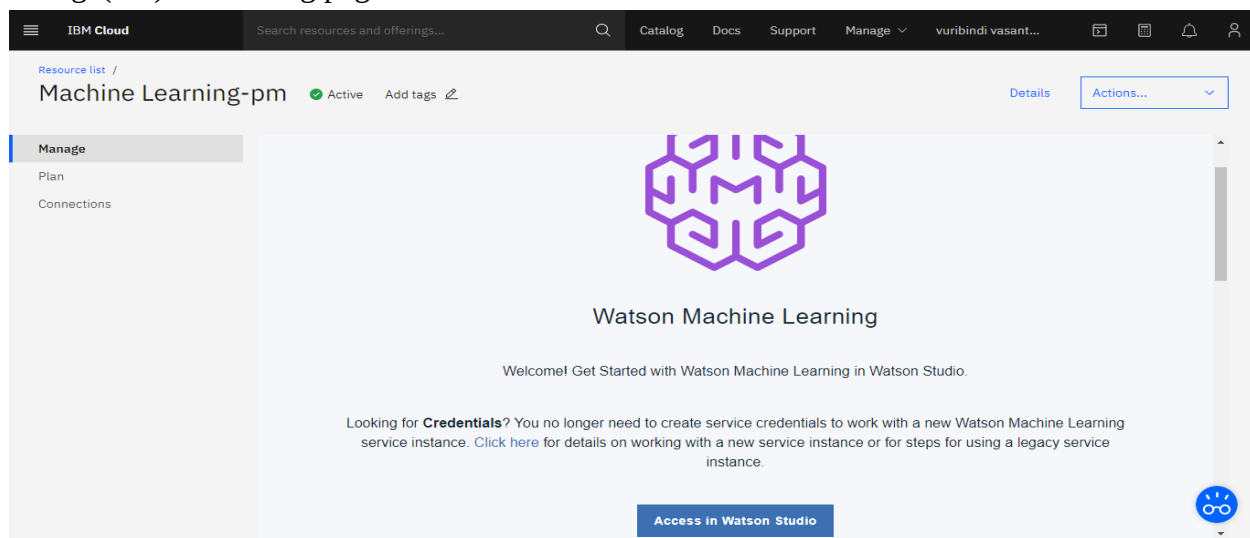 IBM Cloud
Search resources and offerings...
Catalog
Docs
Support
Manage
vuribindi vasant...
Resource list /
Machine Learning-pm
Active
Add tags
Details
Actions...
Manage
Plan
Connections
Watson Machine Learning
Welcome! Get Started with Watson Machine Learning in Watson Studio.
Looking for Credentials? You no longer need to create service credentials to work with a new Watson Machine Learning
service instance. Click here for details on working with a new service instance or for steps for using a legacy service
instance.
Access in Watson Studio